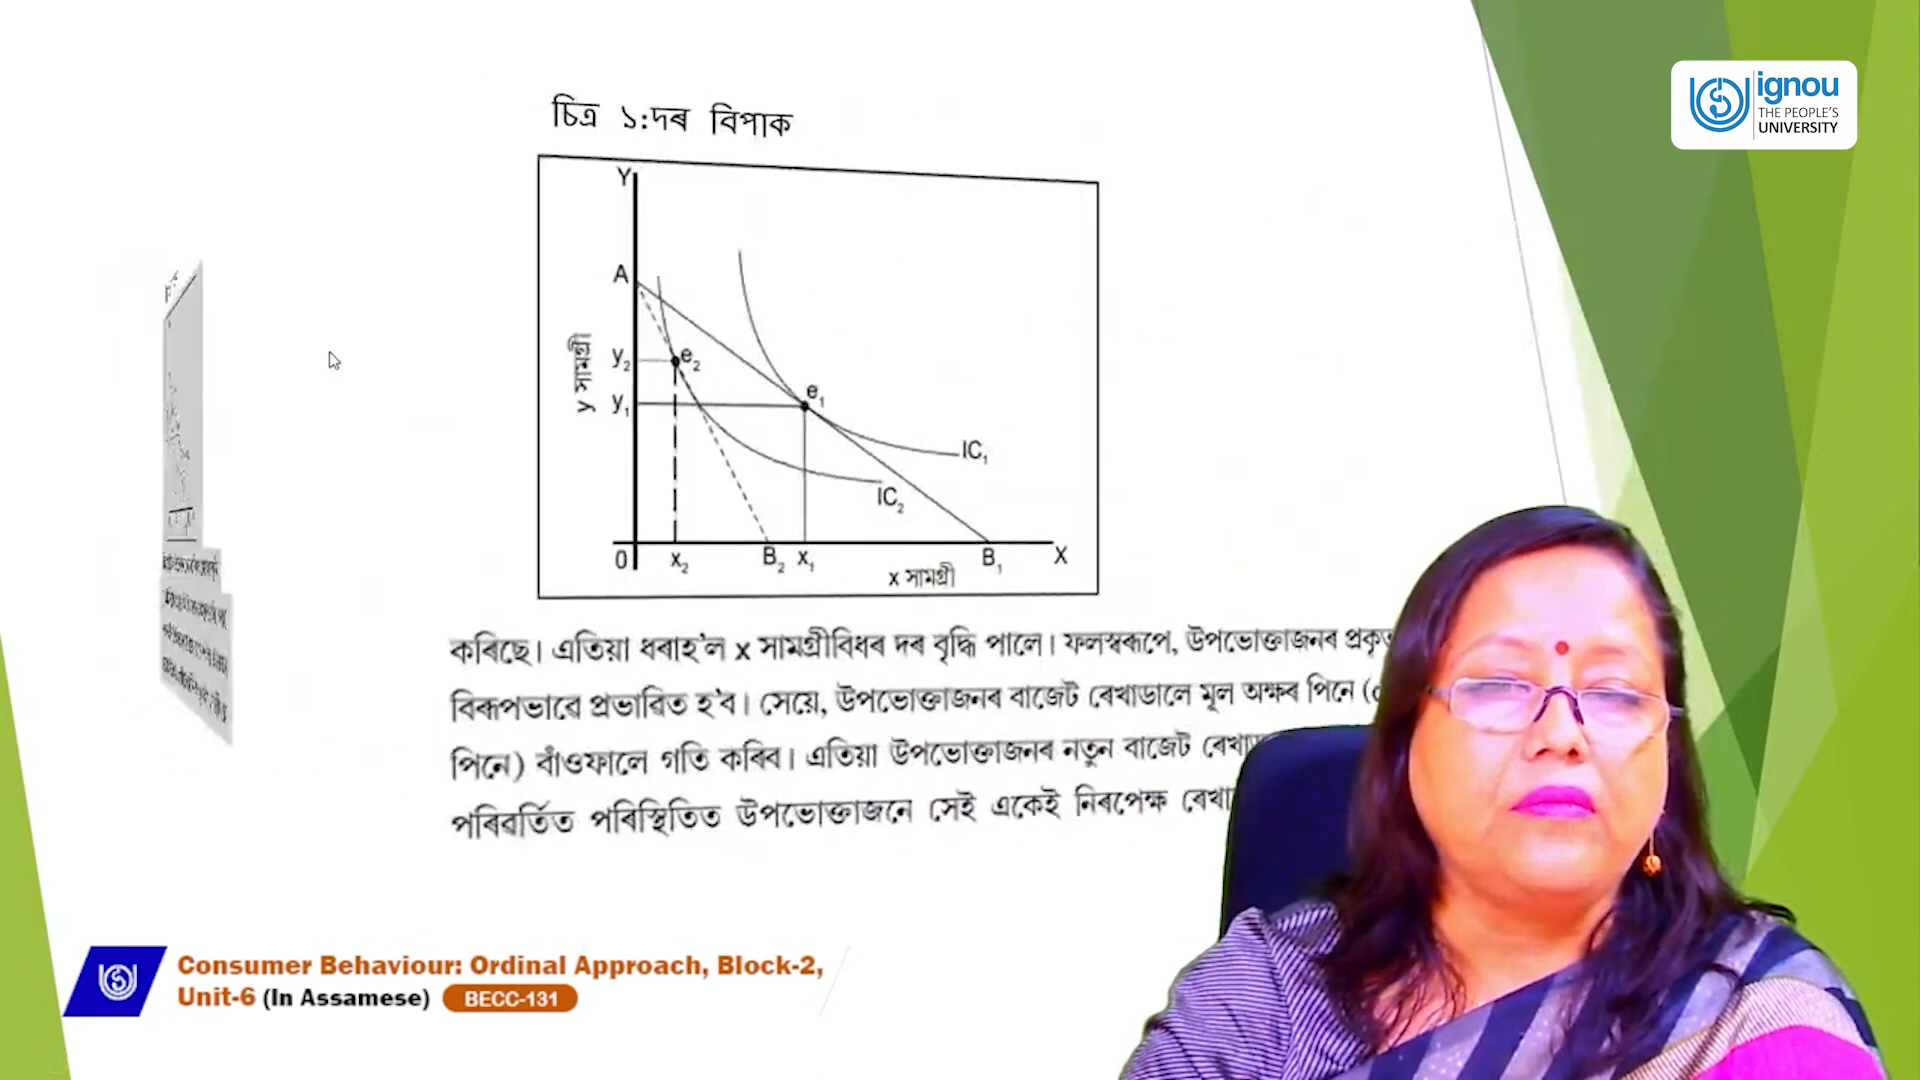 ignou
THE PEOPLE'S
UNIVERSITY
চিত্ৰ ১:দৰ বিপাক
Y
A
y সামগ্ৰী
y₂
e₂
y₁
e₁
IC₁
IC₂
0
x₂
B₂
x₁
B₁
X
x সামগ্ৰী
কৰিছে। এতিয়া ধৰাহ'ল x সামগ্ৰীবিধৰ দৰ বৃদ্ধি পালে। ফলস্বৰূপে, উপভোক্তাজনৰ
বিৰূপভাৱে প্ৰভাৱিত হ'ব। সেয়ে, উপভোক্তাজনৰ বাজেট ৰেখাডালে মূল অক্ষৰ পিনে
পিনে) বাঁওফালে গতি কৰিব। এতিয়া উপভোক্তাজনৰ নতুন বাজেট
পৰিৱৰ্তিত পৰিস্থিতিত উপভোক্তাজনে সেই একেই নিৰপেক্ষ
Consumer Behaviour: Ordinal Approach, Block-2,
Unit-6 (In Assamese) BECC-131